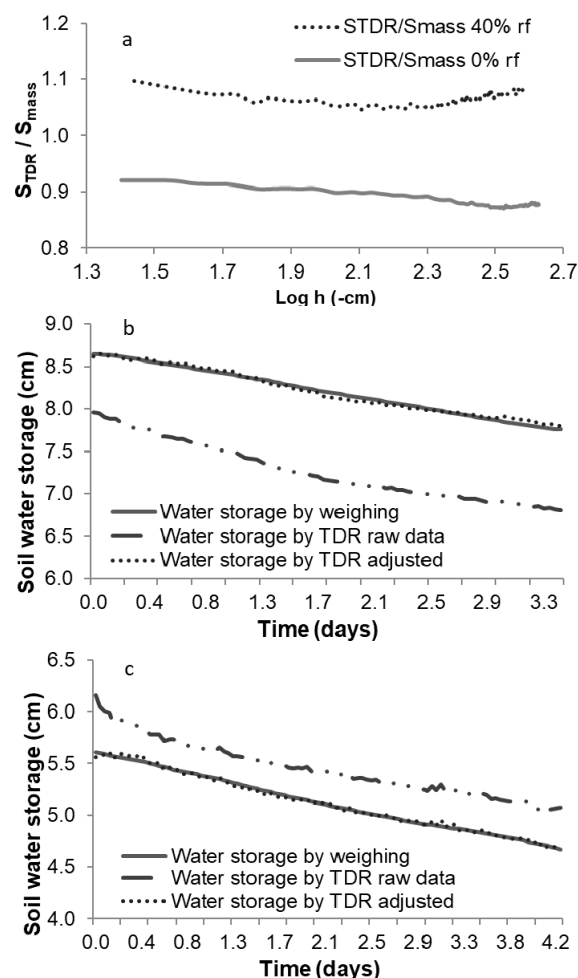 a
STDR/Smass 40% rf
STDR/Smass 0% rf
STDR / Smass
1.2
1.1
1.0
0.9
0.8
1.3 1.5 1.7 1.9 2.1 2.3 2.5 2.7
Log h (-cm)
b
Soil water storage (cm)
9.0
8.5
8.0
7.5
7.0
6.5
6.0
Water storage by weighing
Water storage by TDR raw data
Water storage by TDR adjusted
0.0 0.4 0.8 1.3 1.7 2.1 2.5 2.9 3.3
Time (days)
c
Soil water storage (cm)
6.5
6.0
5.5
5.0
4.5
4.0
Water storage by weighing
Water storage by TDR raw data
Water storage by TDR adjusted
0.0 0.4 0.8 1.3 1.7 2.1 2.5 2.9 3.3 3.8 4.2
Time (days)